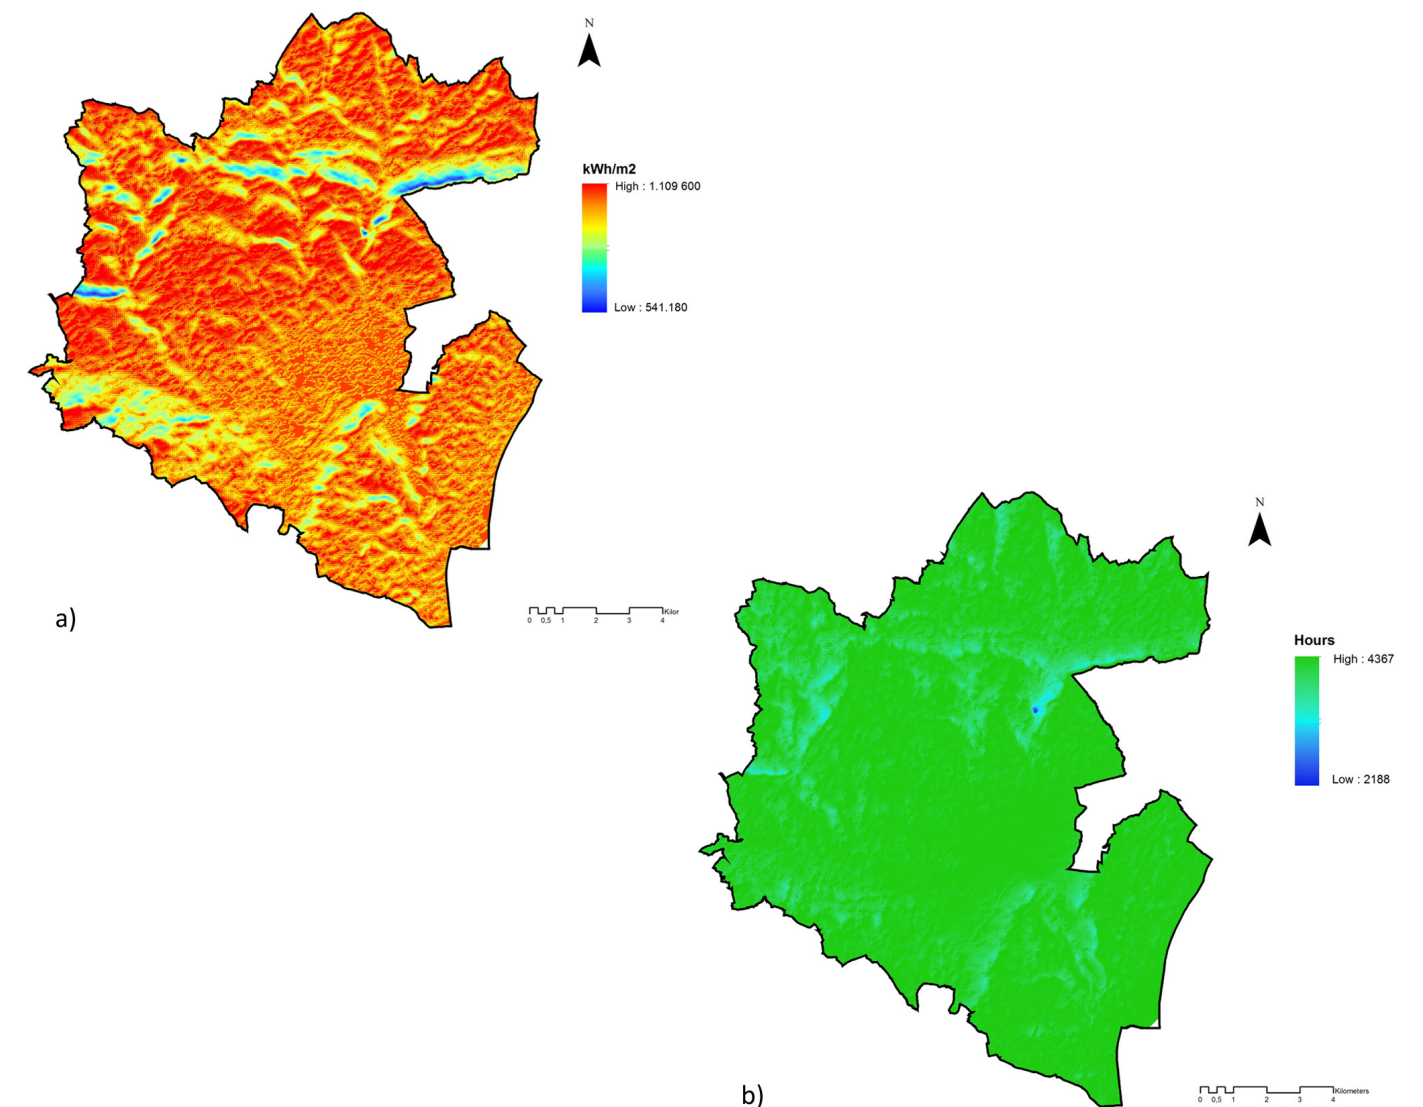 N
kWh/m2
High : 1.109 600
Low : 541.180
0 0,5 1 2 3 4 Kilor
a)
N
Hours
High : 4367
Low : 2188
0 0,5 1 2 3 4 Kilometers
b)